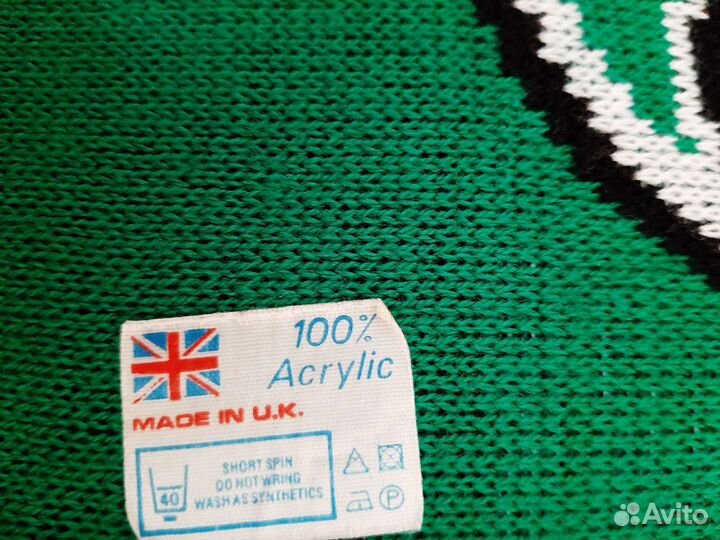 100%
Acrylic
MADE IN U.K.
40
SHORT SPIN
DO NOT WRING
WASH AS SYNTHETICS
P
Avito